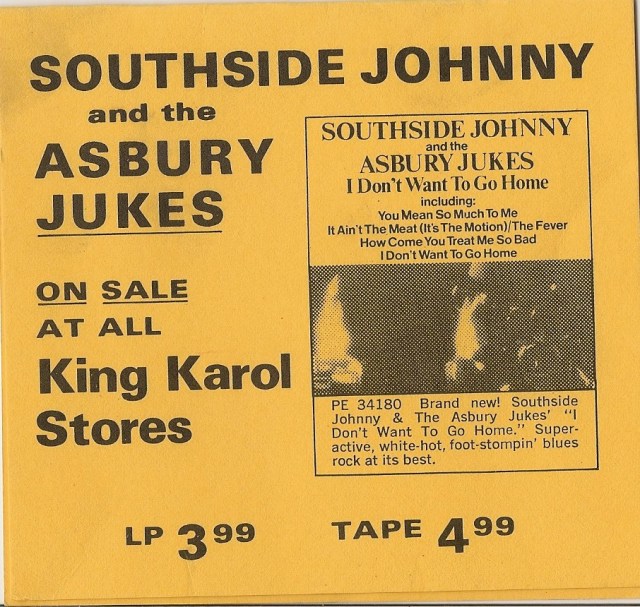 SOUTHSIDE JOHNNY
and the
ASBURY
JUKES
ON SALE
AT ALL
King Karol
Stores
SOUTHSIDE JOHNNY
and the
ASBURY JUKES
I Don't Want To Go Home
including:
You Mean So Much To Me
It Ain't The Meat (It's The Motion)/The Fever
How Come You Treat Me So Bad
I Don't Want To Go Home
PE 34180 Brand new! Southside
Johnny & The Asbury Jukes' "I
Don't Want To Go Home." Super-
active, white-hot, foot-stompin' blues
rock at its best.
LP 3 99 TAPE 4 99